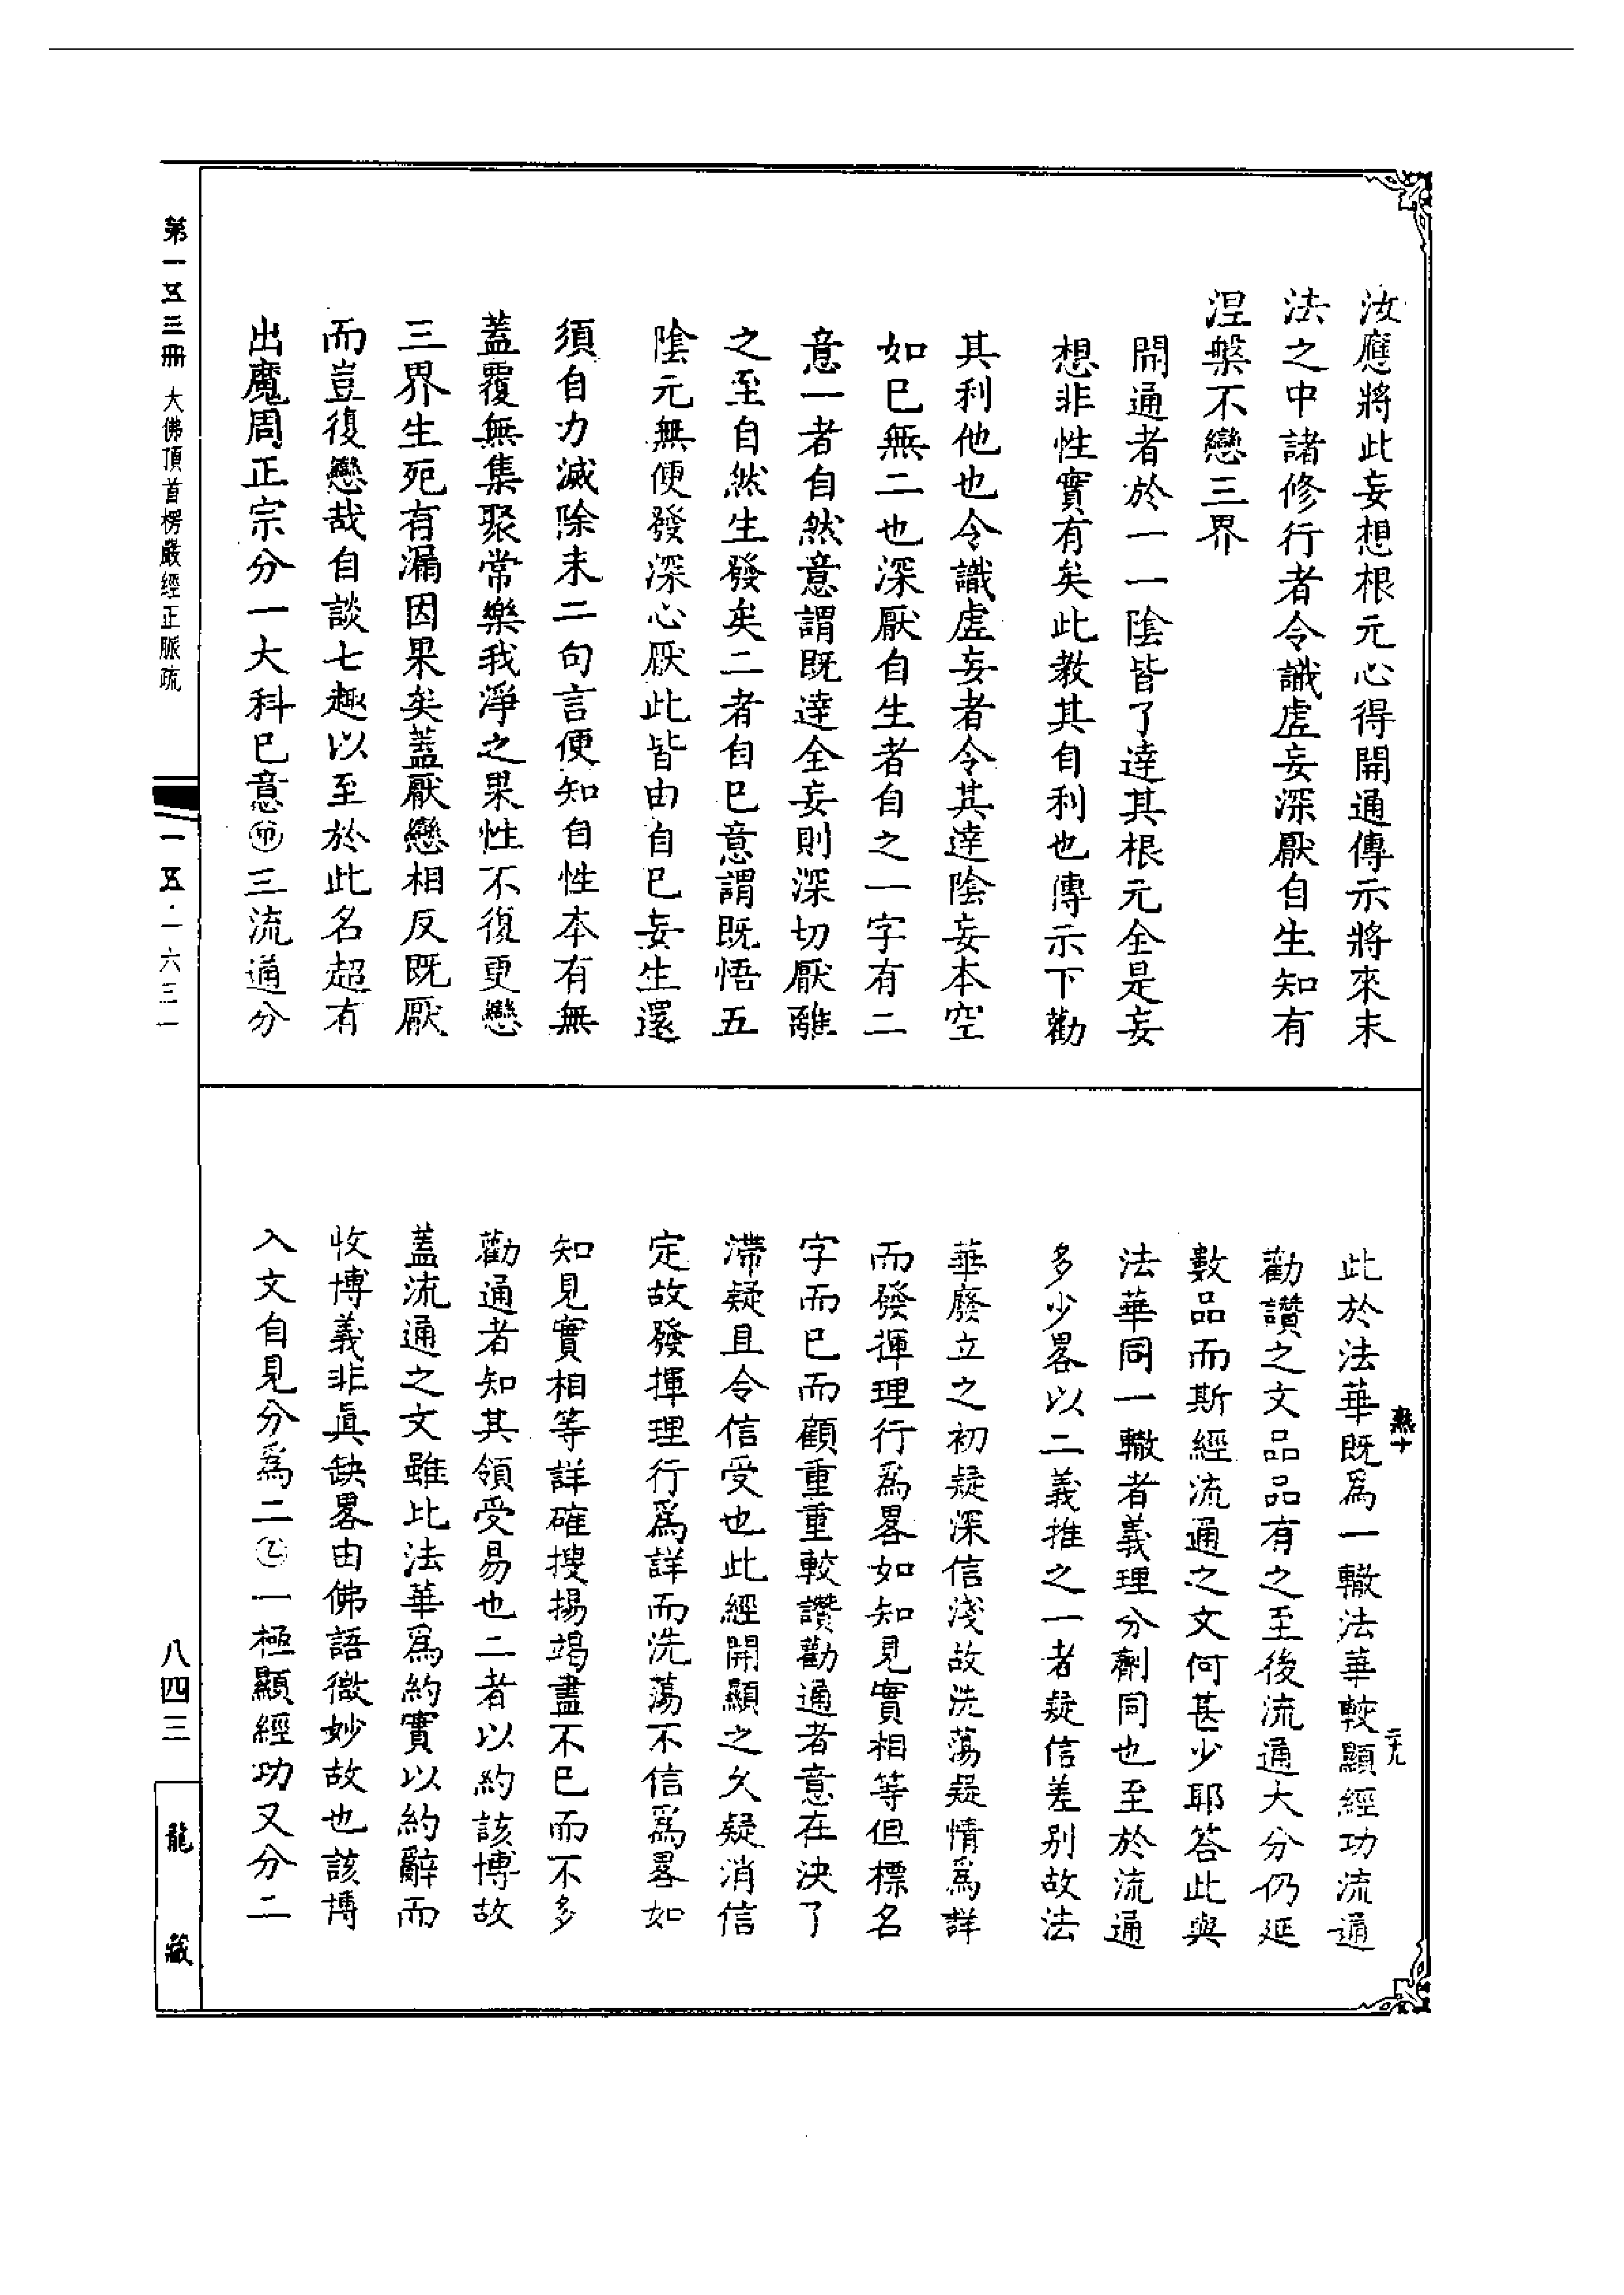 汝應將此妄想根元心得開通傳示將來末
法之中諸修行者令識虛妄深厭自生知有
涅槃不戀三界
開通者於一一陰皆了達其根元全是妄
想非性實有矣此教其自利也傳示下勸
其利他也令識虛妄者令其達陰妄本空
如巳無二也深厭自生者自之一字有二
意一者自然意謂既達全妄則深切厭離
之至自然生發矣二者自巳意謂既悟五
陰元無便發深心厭此皆由自巳妄生還
須自力滅除末二句言便知自性本有無
蓋覆無集聚常樂我淨之果性不復更戀
三界生死有漏因果矣蓋厭戀相反既厭
而豈復戀哉自談七趣以至於此名超有
出魔周正宗分一大科巳意㊥三流通分
此於法華既爲一轍法華較顯經功流通
勸讚之文品品有之至後流通大分仍延
數品而斯經流通之文何甚少耶答此與
法華同一轍者義理分劑同也至於流通
多少畧以二義推之一者疑信差別故法
華廢立之初疑深信淺故洗蕩疑情爲詳
而發揮理行爲畧如知見實相等但標名
字而巳而顧重重較讚勸通者意在決了
滯疑且令信受也此經開顯之久疑消信
定故發揮理行爲詳而洗蕩不信爲畧如
知見實相等詳確搜揚竭盡不巳而不多
勸通者知其領受易也二者以約該博故
蓋流通之文雖比法華爲約實以約辭而
收博義非眞缺畧由佛語微妙故也該博
入文自見分爲二㊁一極顯經功又分二
第一五三冊 大佛頂首楞嚴經正脈疏
一五·一六三一
八四三
龍藏
二十九